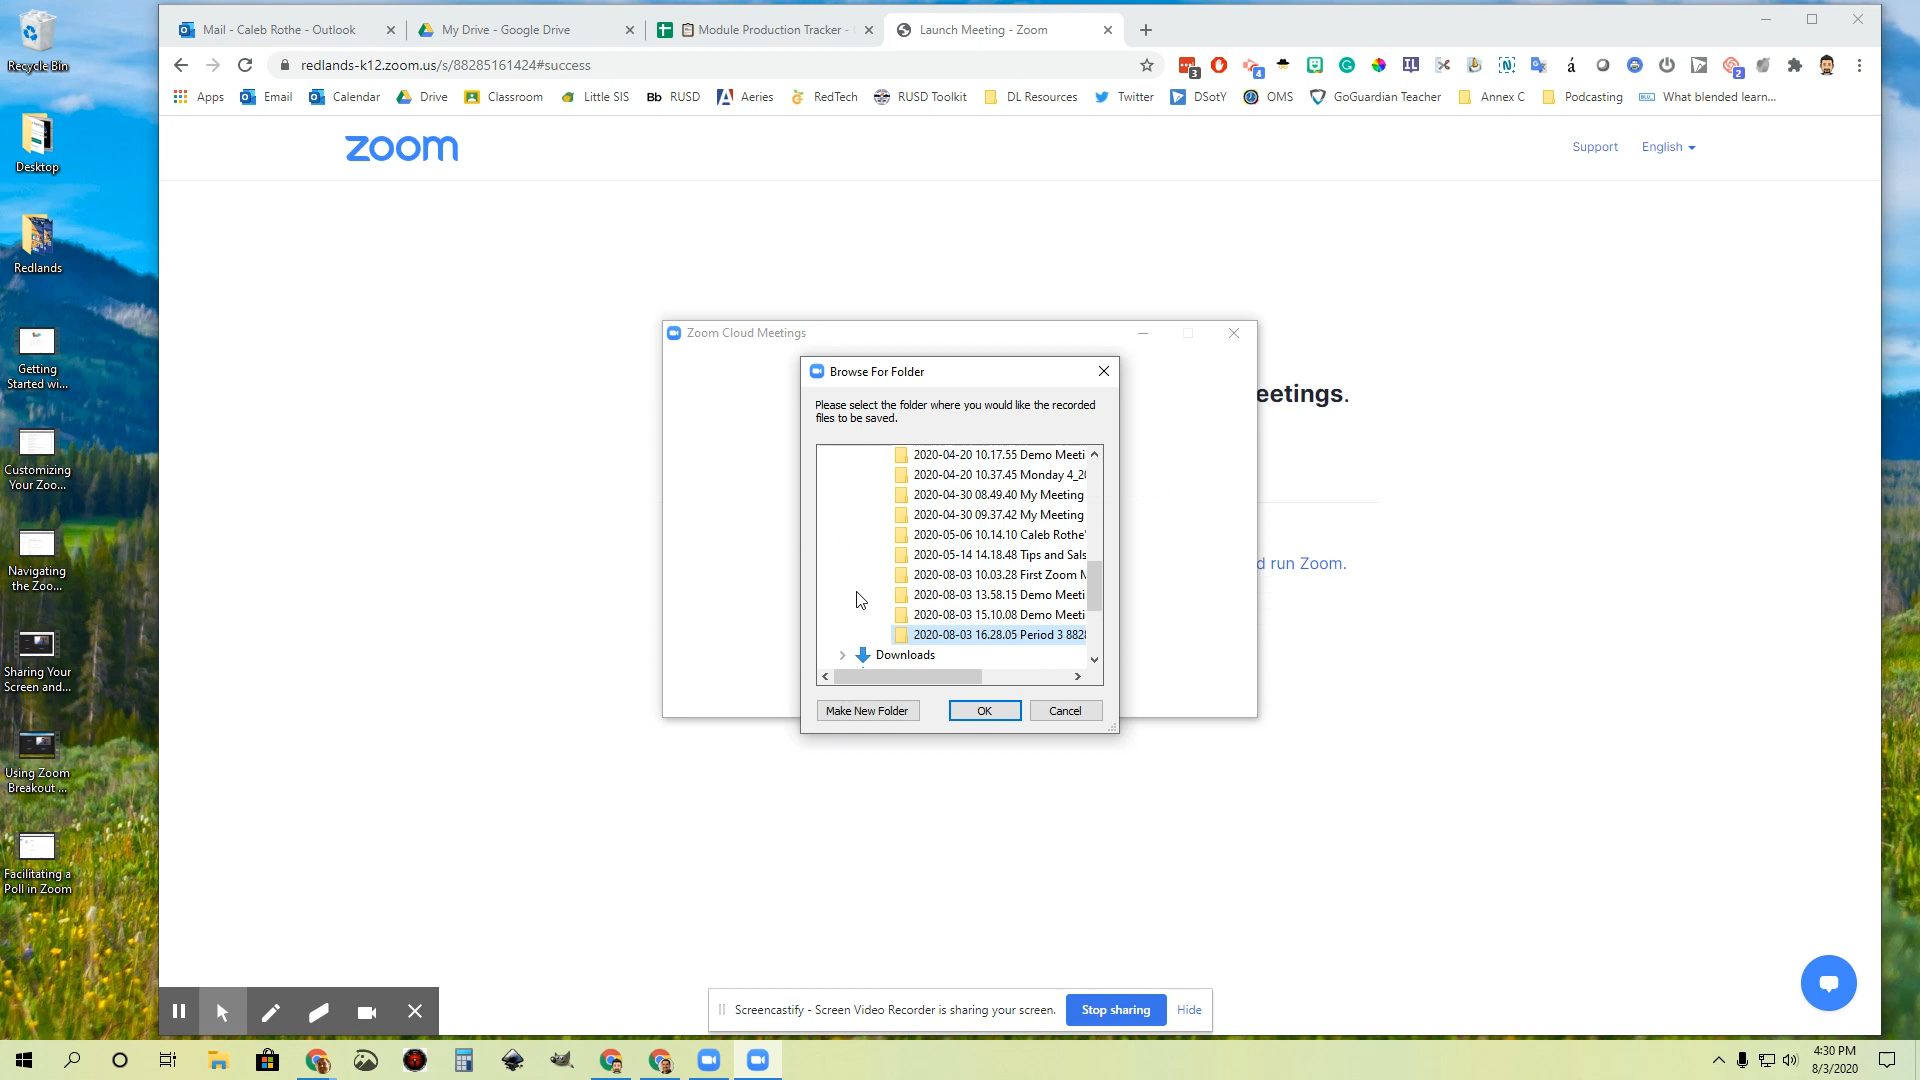 Recycle Bin
Desktop
Redlands
Getting
Started wi...
Customizing
Your Zoo...
Navigating
the Zoo...
Sharing Your
Screen and...
Using Zoom
Breakout ...
Facilitating a
Poll in Zoom
Mail - Caleb Rothe - Outlook
My Drive - Google Drive
Module Production Tracker -
Launch Meeting - Zoom
redlands-k12.zoom.us/s/88285161424#success
3
4
2
Apps
Email
Calendar
Drive
Classroom
Little SIS
Bb RUSD
Aeries
RedTech
RUSD Toolkit
DL Resources
Twitter
DSotY
OMS
GoGuardian Teacher
Annex C
Podcasting
What blended learn...
zoom
Support
English
eetings.
d run Zoom.
Zoom Cloud Meetings
Browse For Folder
Please select the folder where you would like the recorded
files to be saved.
2020-04-20 10.17.55 Demo Meeti
2020-04-20 10.37.45 Monday 4_20
2020-04-30 08.49.40 My Meeting
2020-04-30 09.37.42 My Meeting
2020-05-06 10.14.10 Caleb Rothe'
2020-05-14 14.18.48 Tips and Sals
2020-08-03 10.03.28 First Zoom M
2020-08-03 13.58.15 Demo Meeti
2020-08-03 15.10.08 Demo Meeti
2020-08-03 16.28.05 Period 3 8828
Downloads
Make New Folder
OK
Cancel
Screencastify - Screen Video Recorder is sharing your screen.
Stop sharing
Hide
4:30 PM
8/3/2020